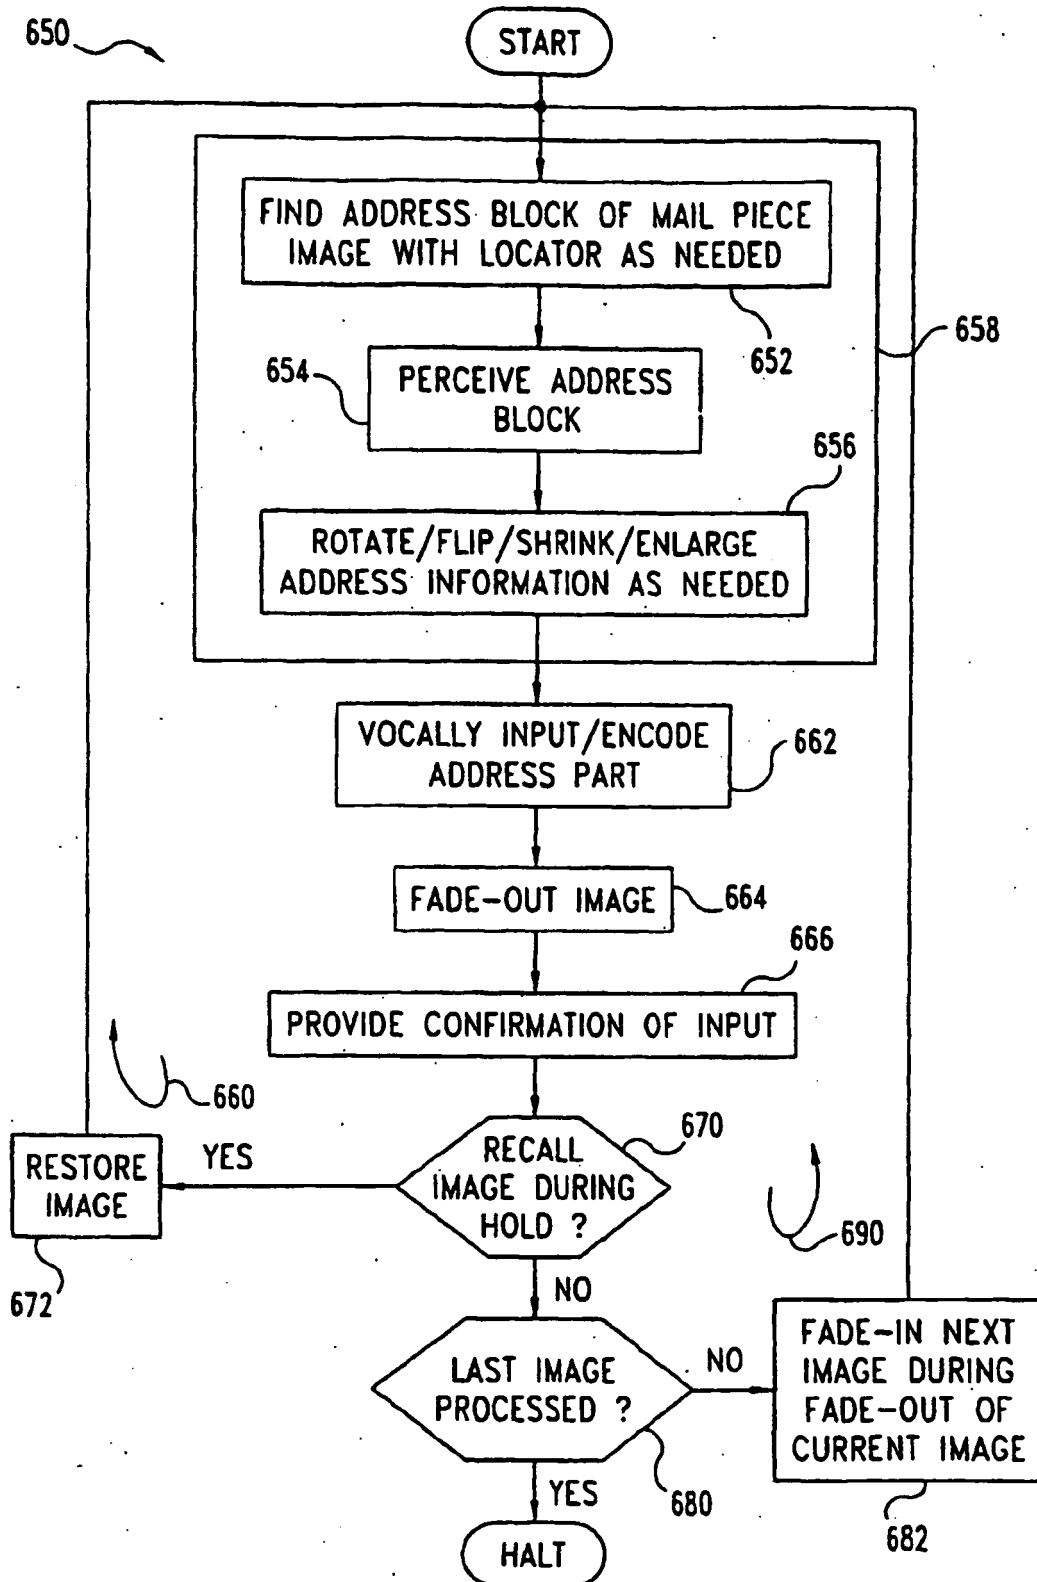 650
START
FIND ADDRESS BLOCK OF MAIL PIECE
IMAGE WITH LOCATOR AS NEEDED
652
658
654
PERCEIVE ADDRESS
BLOCK
656
ROTATE/FLIP/SHRINK/ENLARGE
ADDRESS INFORMATION AS NEEDED
VOCALLY INPUT/ENCODE
ADDRESS PART
662
FADE-OUT IMAGE
664
666
PROVIDE CONFIRMATION OF INPUT
660
670
RECALL
IMAGE DURING
HOLD ?
YES
RESTORE
IMAGE
672
690
NO
LAST IMAGE
PROCESSED ?
NO
680
FADE-IN NEXT
IMAGE DURING
FADE-OUT OF
CURRENT IMAGE
682
YES
HALT